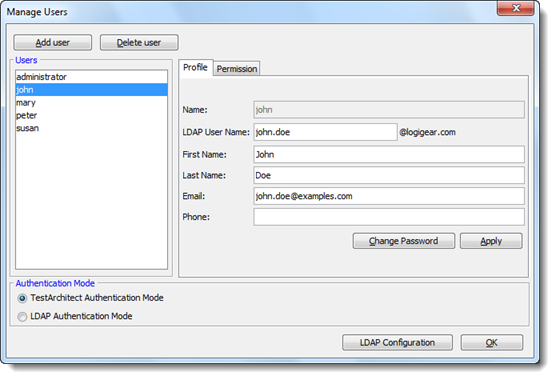 Manage Users
Add user Delete user
Users
administrator
john
mary
peter
susan
Profile Permission
Name: john
LDAP User Name: john.doe @logigear.com
First Name: John
Last Name: Doe
Email: john.doe@examples.com
Phone:
Change Password Apply
Authentication Mode
TestArchitect Authentication Mode
LDAP Authentication Mode
LDAP Configuration OK